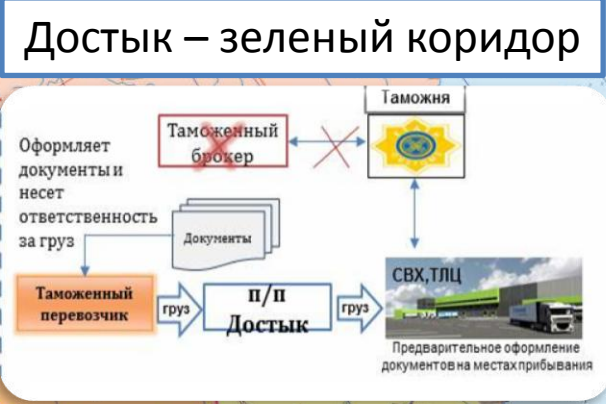 Достык – зеленый коридор
Таможня
Таможенный
брокер
Оформляет
документы и
несет
ответственность
за груз
Документы
Таможенный
перевозчик
груз
п/п
Достык
груз
СВХ,ТЛЦ
Предварительное оформление
документов на местах прибывания